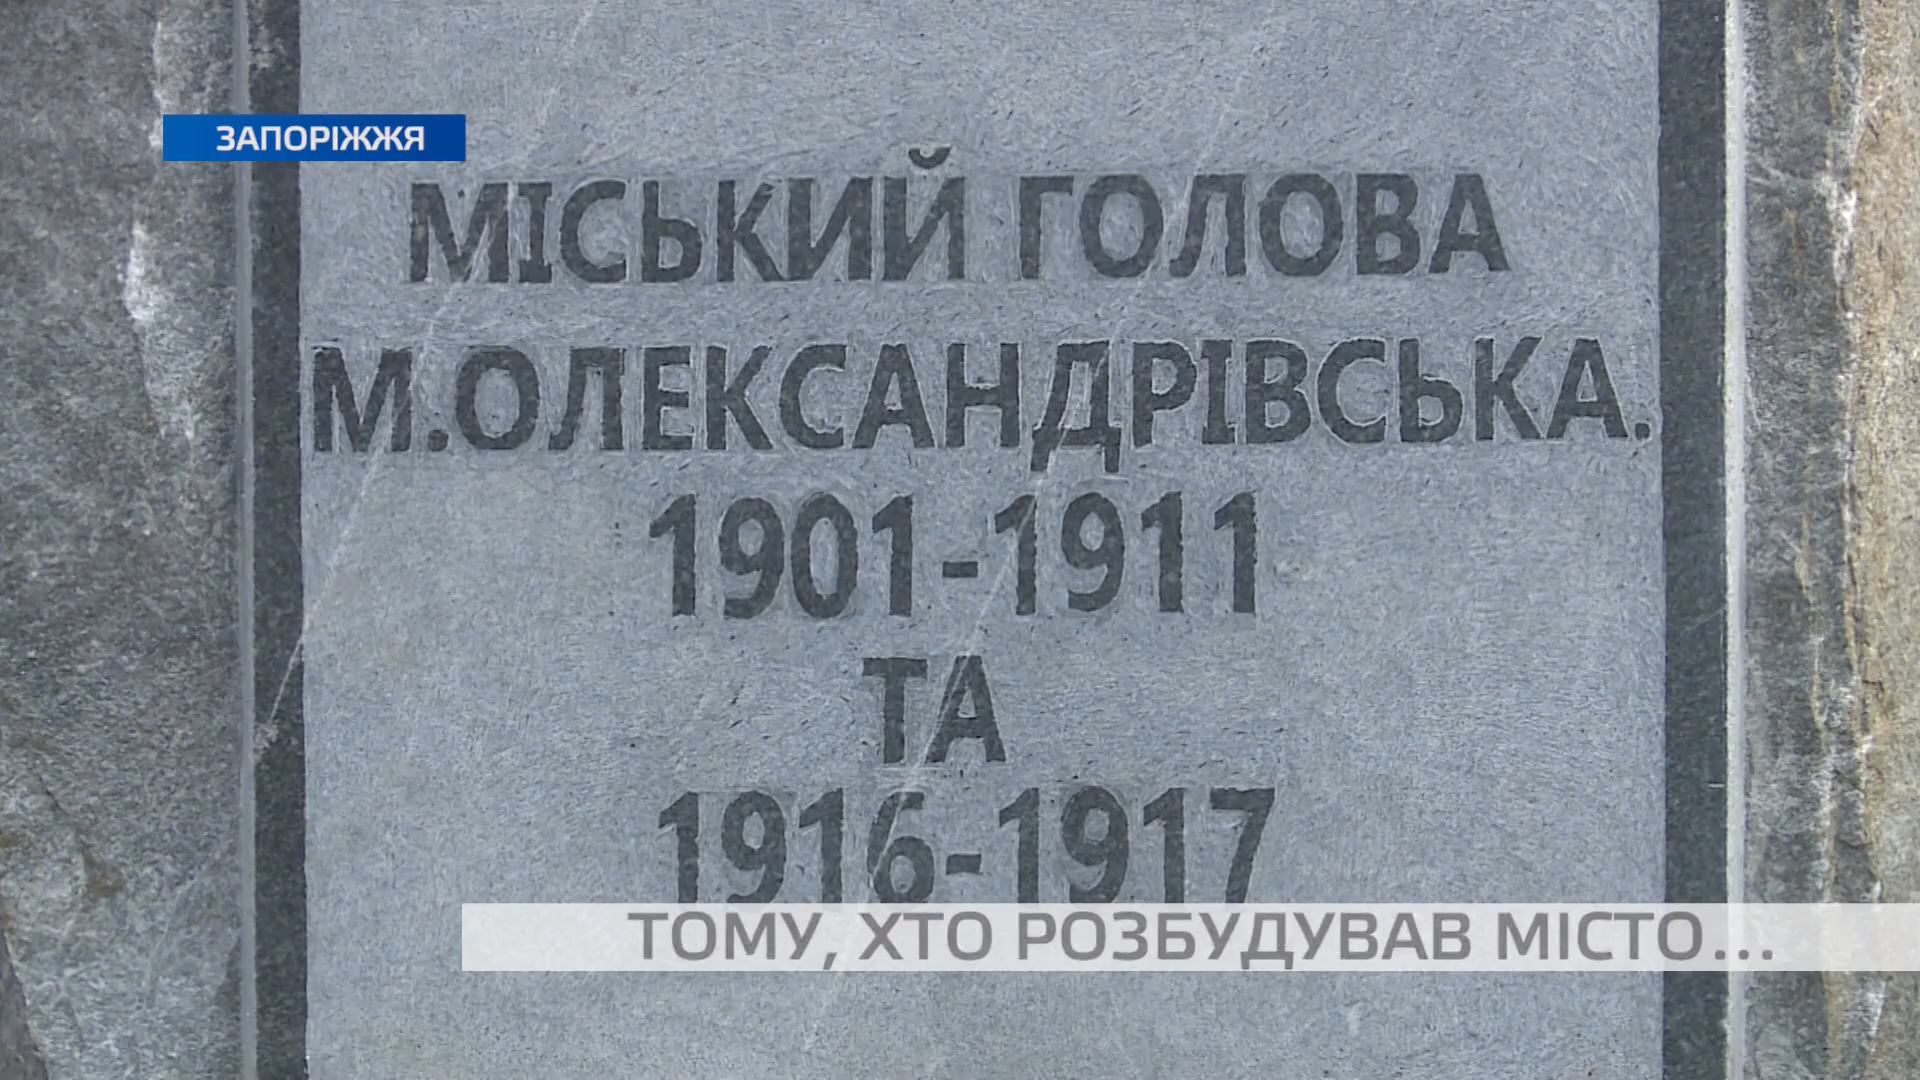 ЗАПОРІЖЖЯ
МІСЬКИЙ ГОЛОВА
М.ОЛЕКСАНДРІВСЬКА.
1901-1911
ТА
1916-1917
ТОМУ, ХТО РОЗБУДУВАВ МІСТО...